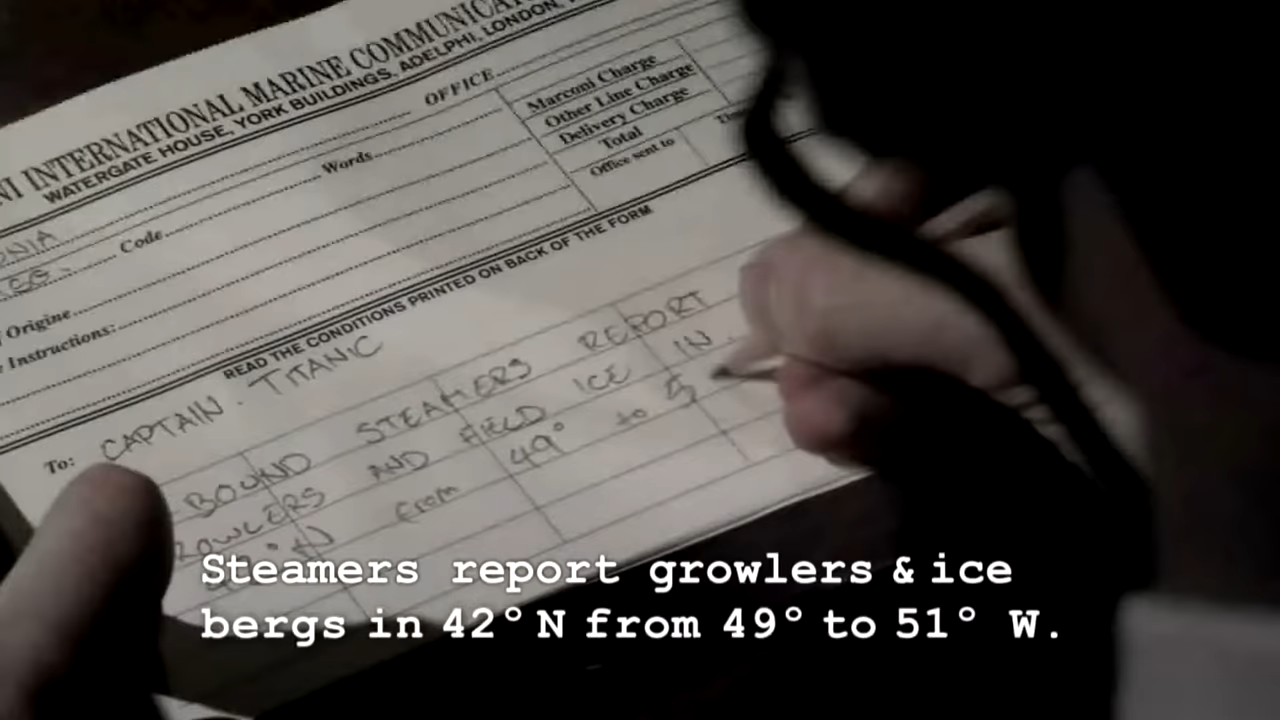 NI INTERNATIONAL MARINE COMMUNICA
WATERGATE HOUSE, YORK BUILDINGS, ADELPHI, LONDON,
OFFICE
Marconi Charge
Other Line Charge
Delivery Charge
Total
Office sent to
Words
NIA
Code
Origine
Instructions:
READ THE CONDITIONS PRINTED ON BACK OF THE FORM
To: CAPTAIN. TITANIC
BOUND STEAMERS REPORT
ROWLERS AND FIELD ICE IN
N from 49° to 5
Steamers report growlers & ice
bergs in 42° N from 49° to 51° W.